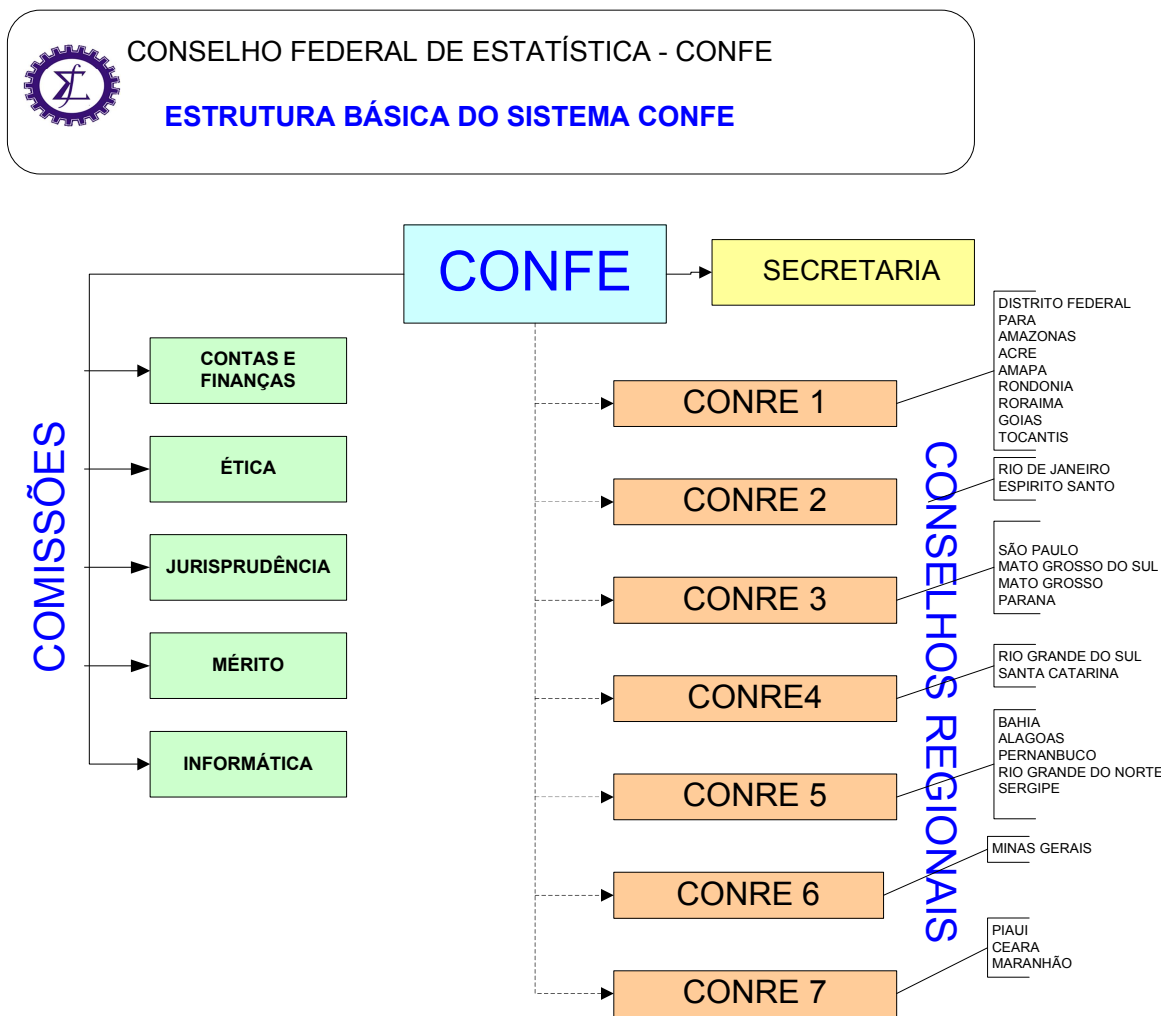 CONSELHO FEDERAL DE ESTATÍSTICA - CONFE
ESTRUTURA BÁSICA DO SISTEMA CONFE
CONFE
SECRETARIA
COMISSÕES
CONTAS E
FINANÇAS
ÉTICA
JURISPRUDÊNCIA
MÉRITO
INFORMÁTICA
CONSELHOS REGIONAIS
CONRE 1
DISTRITO FEDERAL
PARA
AMAZONAS
ACRE
AMAPA
RONDONIA
RORAIMA
GOIAS
TOCANTIS
CONRE 2
RIO DE JANEIRO
ESPIRITO SANTO
CONRE 3
SÃO PAULO
MATO GROSSO DO SUL
MATO GROSSO
PARANA
CONRE4
RIO GRANDE DO SUL
SANTA CATARINA
CONRE 5
BAHIA
ALAGOAS
PERNANBUCO
RIO GRANDE DO NORTE
SERGIPE
CONRE 6
MINAS GERAIS
CONRE 7
PIAUI
CEARA
MARANHÃO